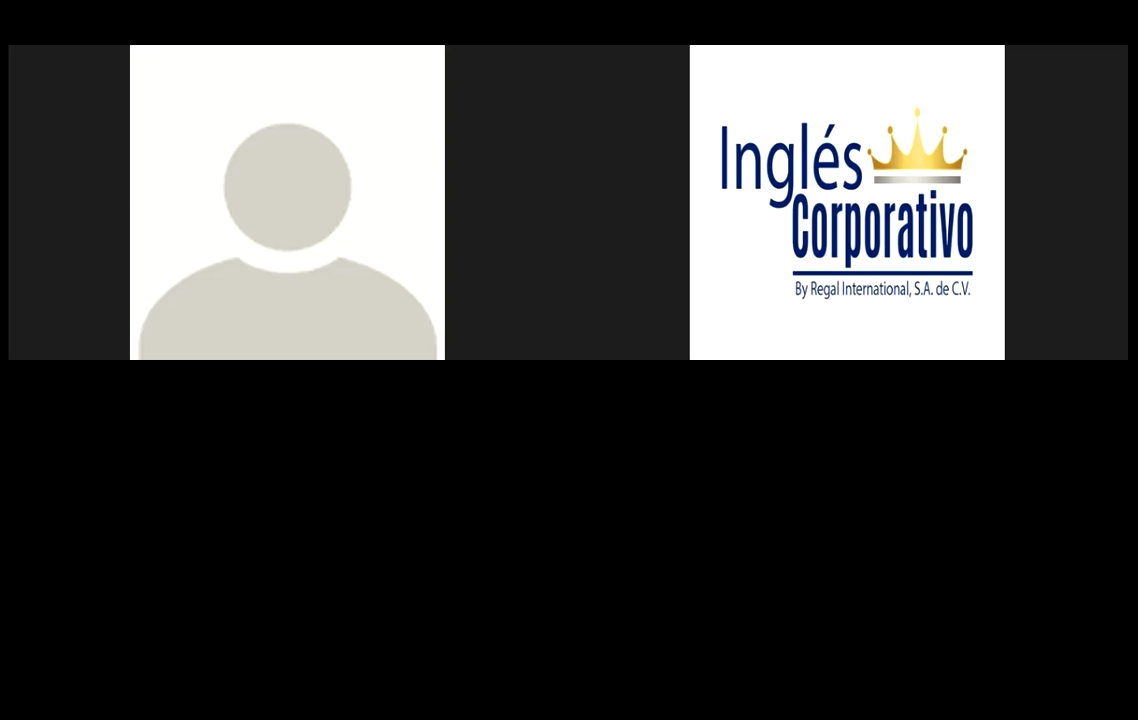 Inglés
Corporativo
By Regal International, S.A. de C.V.